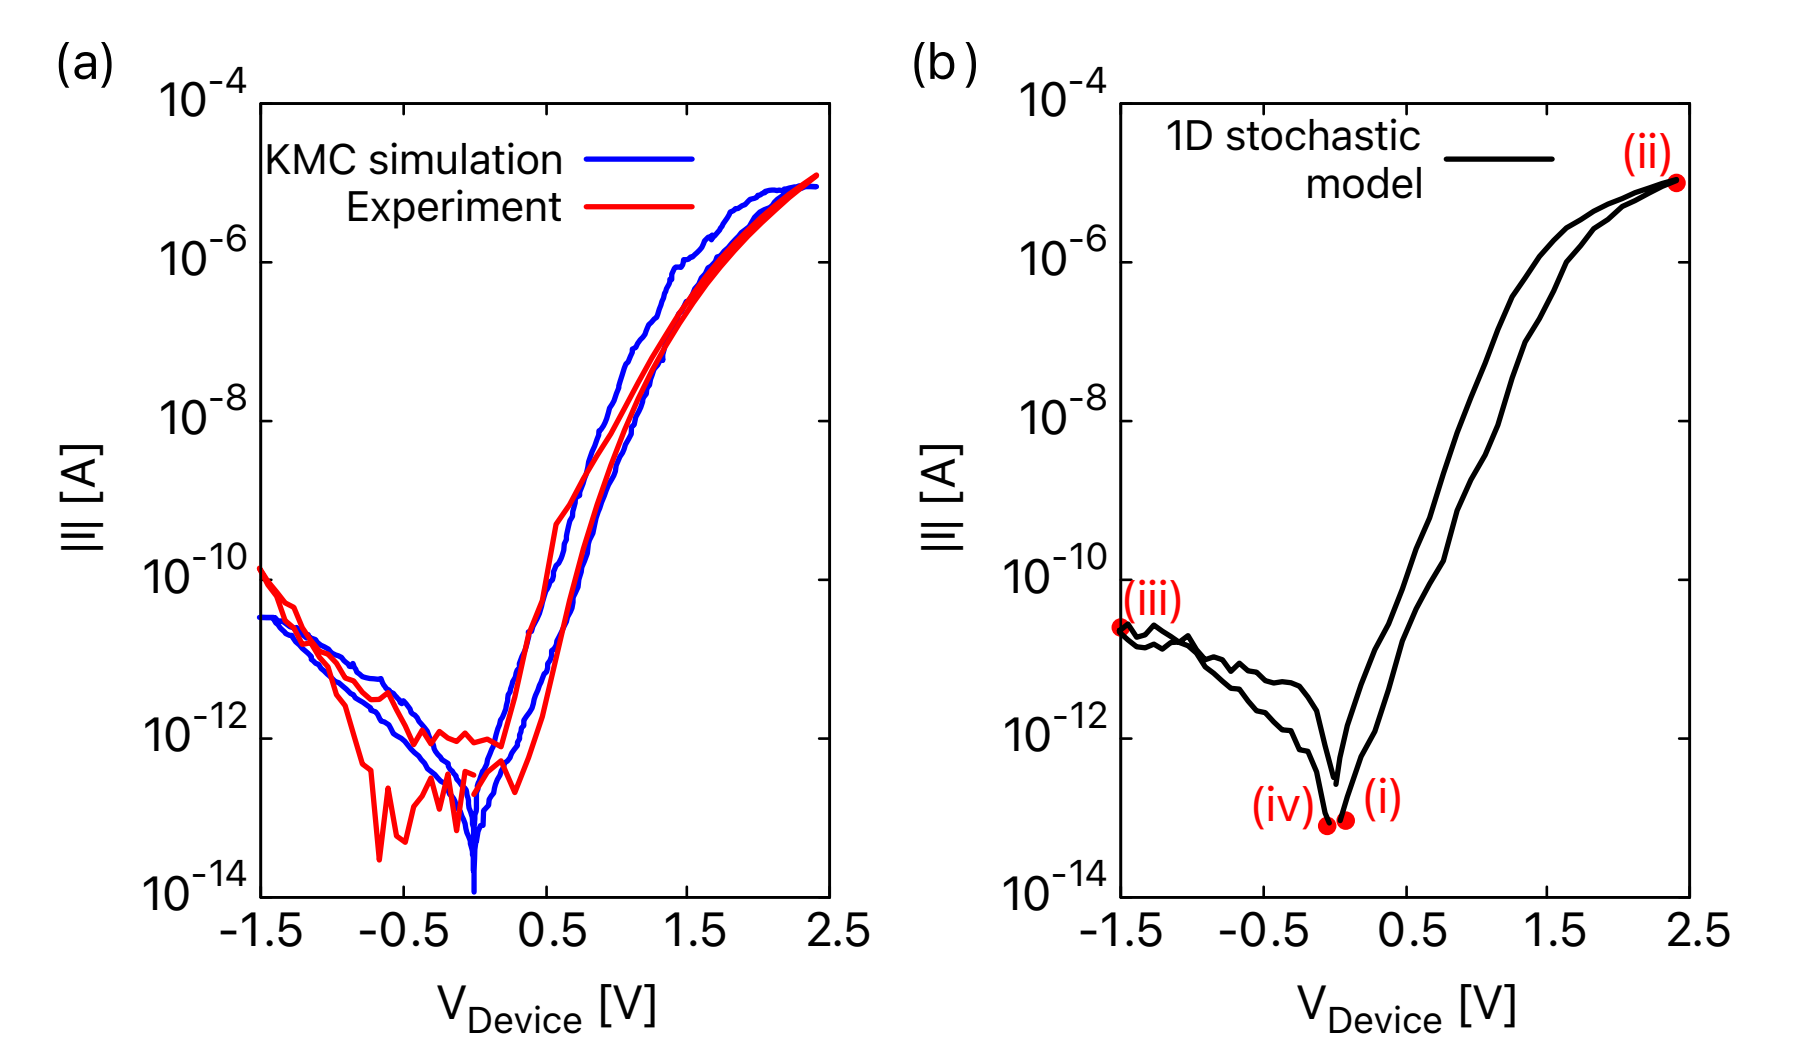 (a)
10^-4
10^-6
10^-8
10^-10
10^-12
10^-14
|I| [A]
KMC simulation
Experiment
-1.5 -0.5 0.5 1.5 2.5
V_Device [V]
(b)
10^-4
10^-6
10^-8
10^-10
10^-12
10^-14
|I| [A]
1D stochastic
model
(ii)
(iii)
(iv)
(i)
-1.5 -0.5 0.5 1.5 2.5
V_Device [V]